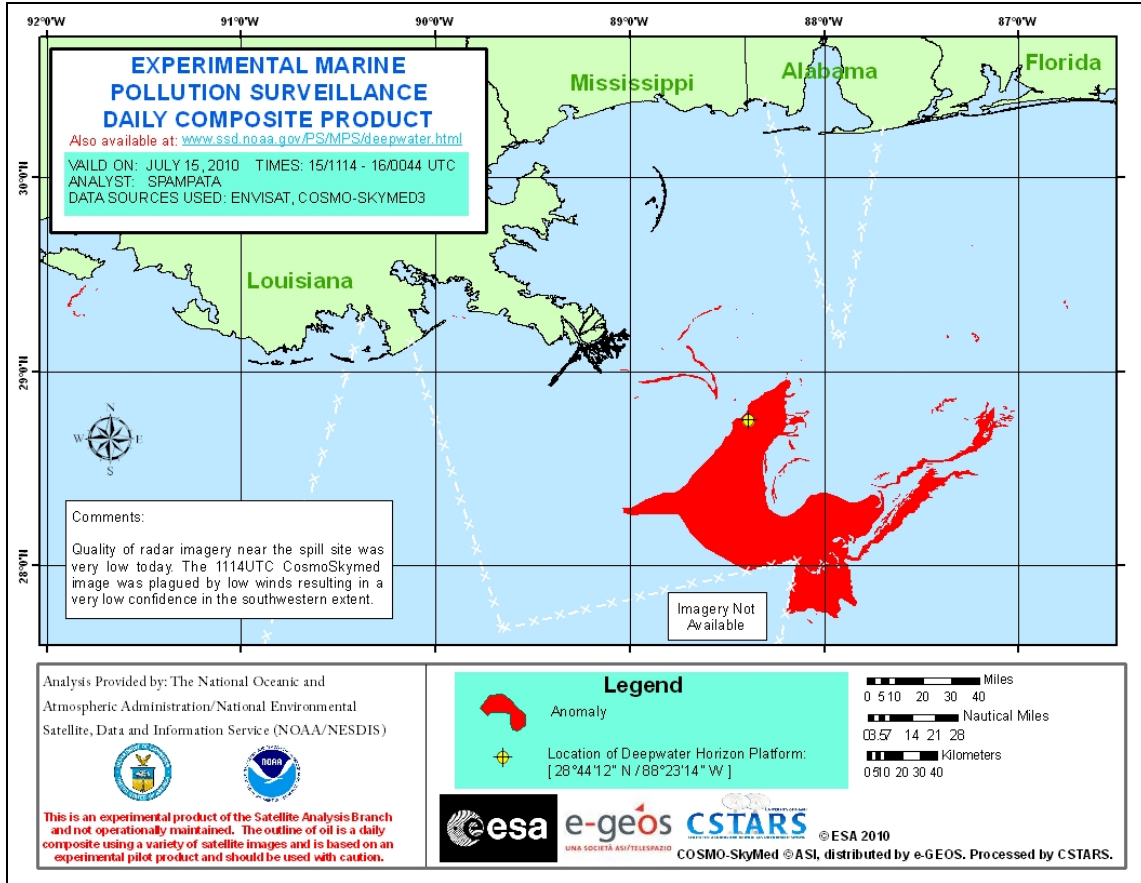 92°0'0"W 91°0'0"W 90°0'0"W 89°0'0"W 88°0'0"W 87°0'0"W
EXPERIMENTAL MARINE
POLLUTION SURVEILLANCE
DAILY COMPOSITE PRODUCT
Also available at: www.ssd.noaa.gov/PS/MPS/deepwater.html
VAILD ON: JULY 15, 2010 TIMES: 15/1114 - 16/0044 UTC
ANALYST: SPAMPATA
DATA SOURCES USED: ENVISAT, COSMO-SKYMED3
Mississippi
Alabama
Florida
Louisiana
30°0'0"N
29°0'0"N
28°0'0"N
N
W E
S
Comments:
Quality of radar imagery near the spill site was
very low today. The 1114UTC CosmoSkymed
image was plagued by low winds resulting in a
very low confidence in the southwestern extent.
Imagery Not
Available
Analysis Provided by: The National Oceanic and
Atmospheric Administration/National Environmental
Satellite, Data and Information Service (NOAA/NESDIS)
NOAA
This is an experimental product of the Satellite Analysis Branch
and not operationally maintained. The outline of oil is a daily
composite using a variety of satellite images and is based on an
experimental pilot product and should be used with caution.
Legend
Anomaly
Location of Deepwater Horizon Platform:
[ 28°44'12" N / 88°23'14" W ]
Miles
0 5 10 20 30 40
Nautical Miles
0 3.5 7 14 21 28
Kilometers
0 5 10 20 30 40
esa
e-geos
UNA SOCIETÀ ASI/TELESPAZIO
CSTARS
© ESA 2010
COSMO-SkyMed © ASI, distributed by e-GEOS. Processed by CSTARS.